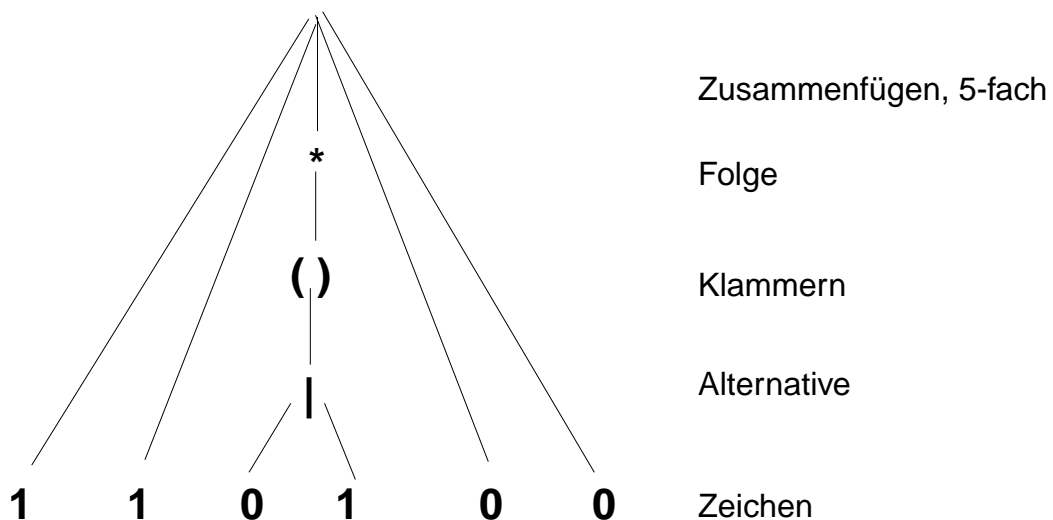 Zusammenfügen, 5-fach
*
Folge
( )
Klammern
|
Alternative
1 1 0 1 0 0
Zeichen